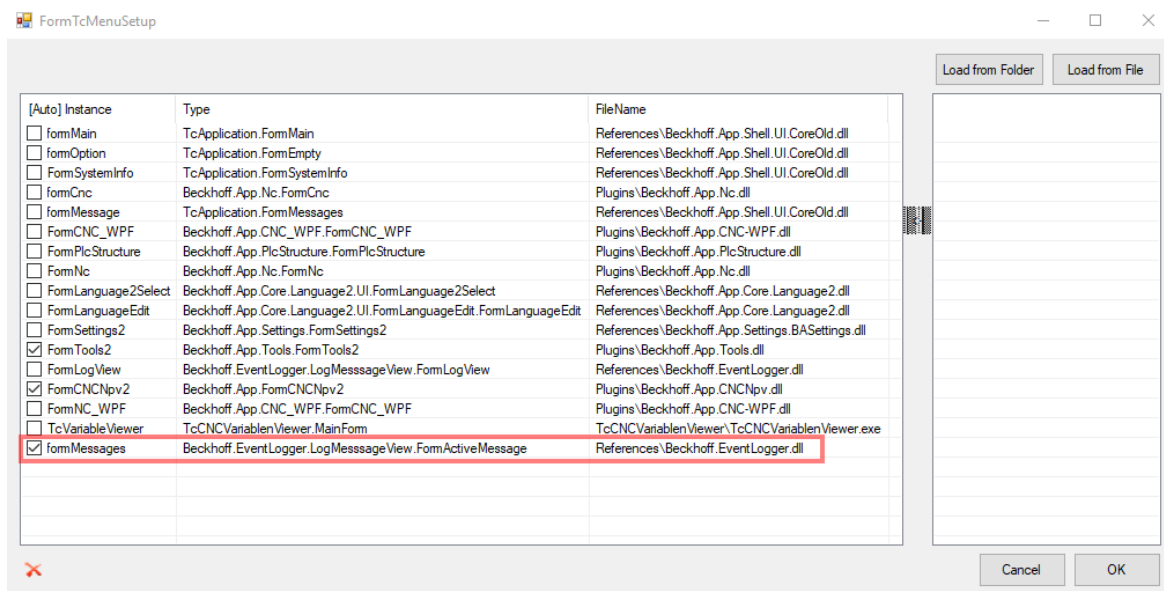 FormTcMenuSetup
Load from Folder Load from File
[Auto] Instance Type FileName
formMain TcApplication.FormMain References\Beckhoff.App.Shell.UI.CoreOld.dll
formOption TcApplication.FormEmpty References\Beckhoff.App.Shell.UI.CoreOld.dll
FormSystemInfo TcApplication.FormSystemInfo References\Beckhoff.App.Shell.UI.CoreOld.dll
formCnc Beckhoff.App.Nc.FormCnc Plugins\Beckhoff.App.Nc.dll
formMessage TcApplication.FormMessages References\Beckhoff.App.Shell.UI.CoreOld.dll
FormCNC_WPF Beckhoff.App.CNC_WPF.FormCNC_WPF Plugins\Beckhoff.App.CNC-WPF.dll
FormPlcStructure Beckhoff.App.PlcStructure.FormPlcStructure Plugins\Beckhoff.App.PlcStructure.dll
FormNc Beckhoff.App.Nc.FormNc Plugins\Beckhoff.App.Nc.dll
FormLanguage2Select Beckhoff.App.Core.Language2.UI.FormLanguage2Select References\Beckhoff.App.Core.Language2.dll
FormLanguageEdit Beckhoff.App.Core.Language2.UI.FormLanguageEdit.FormLanguageEdit References\Beckhoff.App.Core.Language2.dll
FormSettings2 Beckhoff.App.Settings.FormSettings2 References\Beckhoff.App.Settings.BASettings.dll
FormTools2 Beckhoff.App.Tools.FormTools2 Plugins\Beckhoff.App.Tools.dll
FormLogView Beckhoff.EventLogger.LogMesssageView.FormLogView References\Beckhoff.EventLogger.dll
FormCNCNpv2 Beckhoff.App.FormCNCNpv2 Plugins\Beckhoff.App.CNCNpv.dll
FormNC_WPF Beckhoff.App.CNC_WPF.FormCNC_WPF Plugins\Beckhoff.App.CNC-WPF.dll
TcVariableViewer TcCNCVariablenViewer.MainForm TcCNCVariablenViewer\TcCNCVariablenViewer.exe
formMessages Beckhoff.EventLogger.LogMesssageView.FormActiveMessage References\Beckhoff.EventLogger.dll
Cancel OK